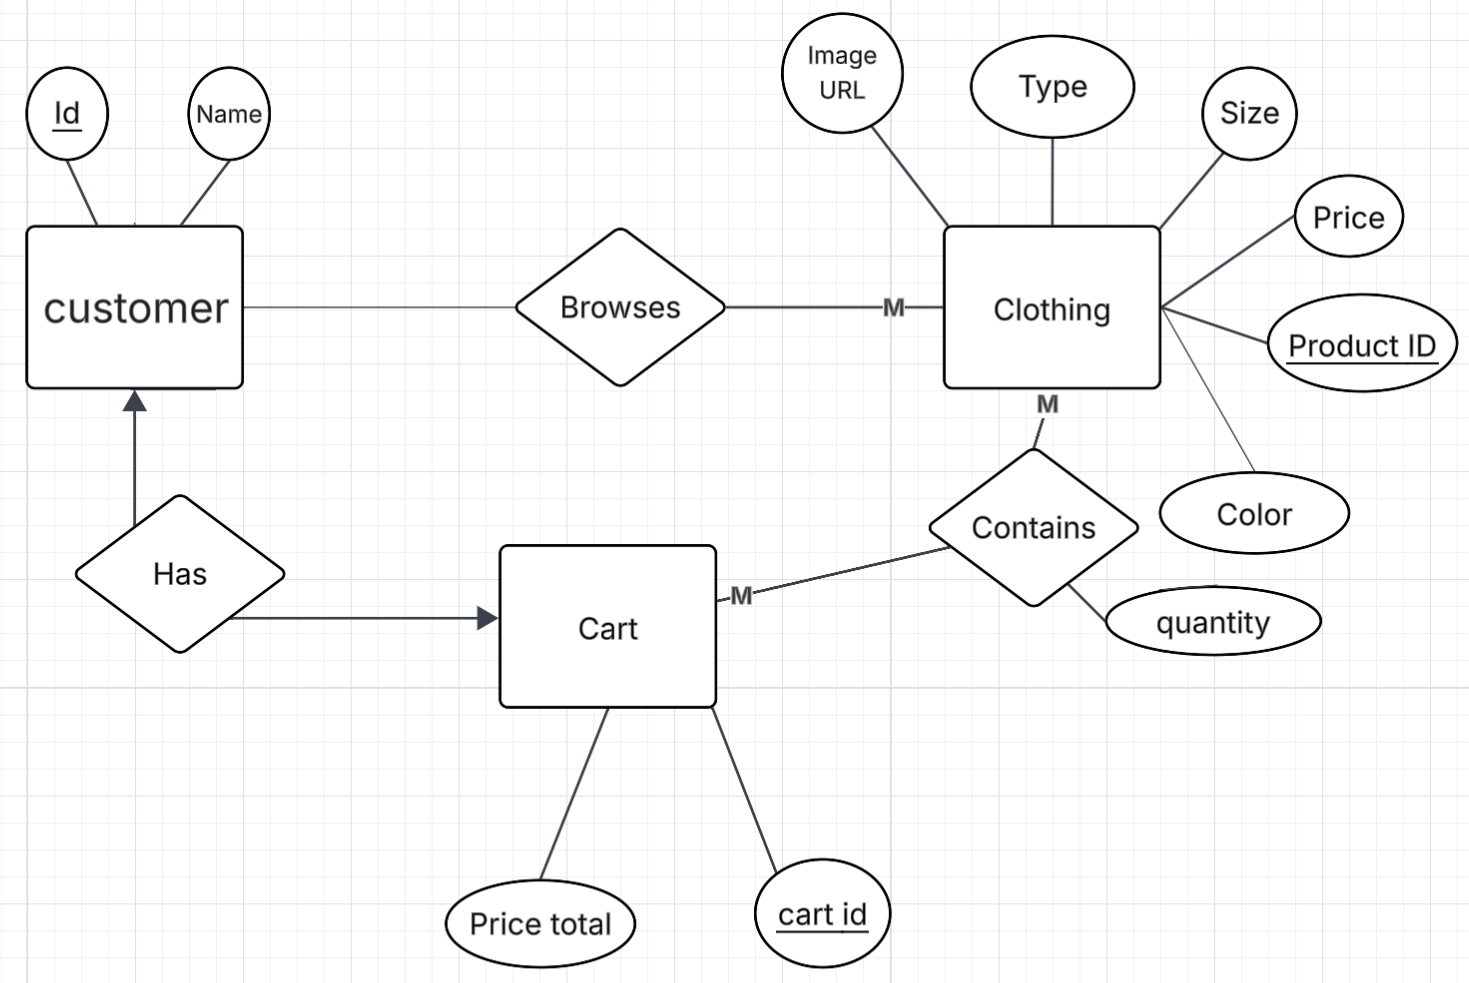 Image
URL
Type
Id
Name
Size
Price
customer
Browses
M
Clothing
Product ID
M
Contains
Color
Has
M
Cart
quantity
Price total
cart id